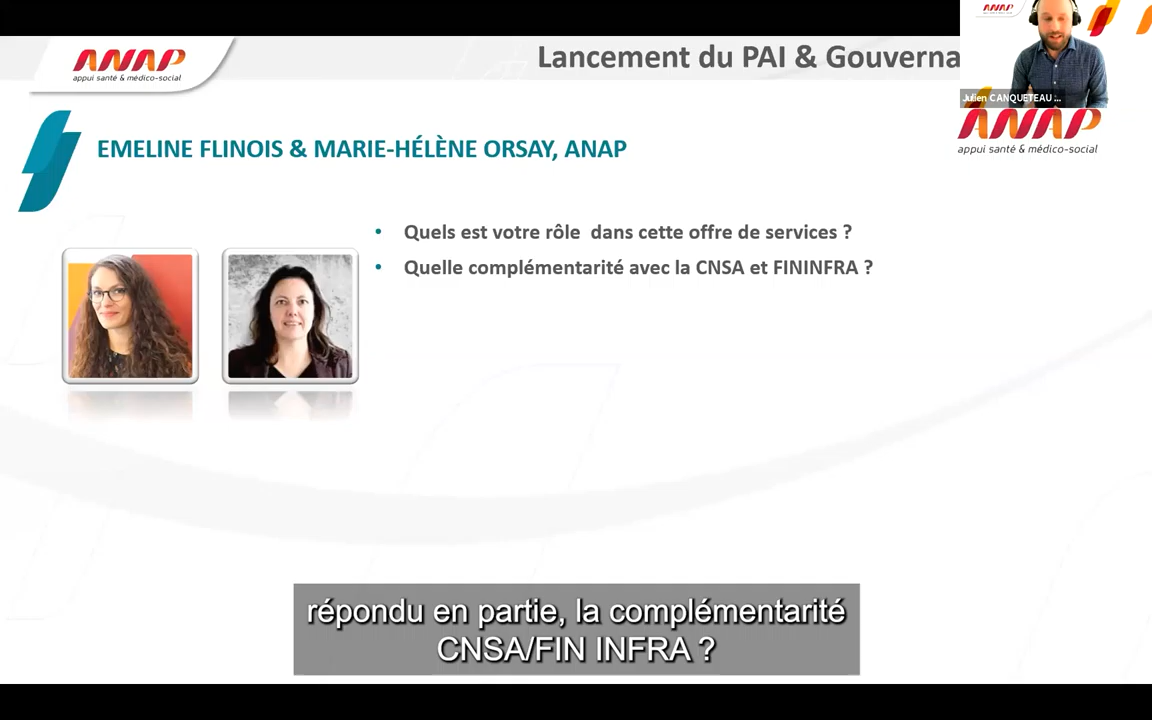 ANAP
appui santé & médico-social
Lancement du PAI & Gouverna
ANAP
Julien CANQUETEAU :...
ANAP
appui santé & médico-social
EMELINE FLINOIS & MARIE-HÉLÈNE ORSAY, ANAP
• Quels est votre rôle dans cette offre de services ?
• Quelle complémentarité avec la CNSA et FININFRA ?
répondu en partie, la complémentarité
CNSA/FIN INFRA ?